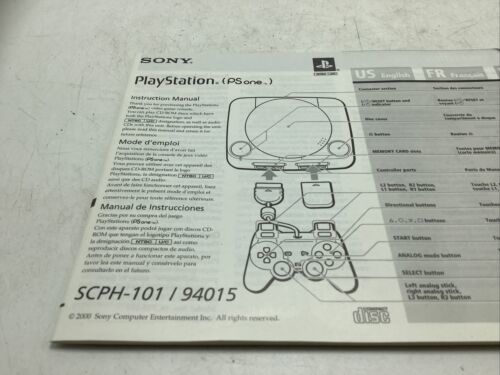 SONY
PlayStation® (PS one™)
Instruction Manual
Thank you for purchasing the PlayStation
(PS one™) video game console.
You can play CD-ROM discs which have
both the PlayStation logo and
NTSC U/C designation, as well as audio
CDs with this unit. Before operating the unit,
please read this manual and retain it for
future reference.
Mode d'emploi
Nous vous remercions d'avoir fait
l'acquisition de la console de jeux vidéo
PlayStation (PS one™).
Vous pouvez utiliser avec cet appareil des
disques CD-ROM portant le logo
PlayStation, la désignation NTSC U/C
ainsi que des CD audio.
Avant de faire fonctionner cet appareil, lisez
attentivement le présent mode d'emploi et
conservez-le pour toute référence ultérieure.
Manual de Instrucciones
Gracias por su compra del juego
PlayStation (PS one™)
Con este aparato podrá jugar con discos CD-
ROM que tengan el logotipo PlayStation y
la designación NTSC U/C así como
reproducir discos compactos de audio.
Antes de poner a funcionar este aparato, por
favor lea este manual y consérvelo para
consultarlo en el futuro.
SCPH-101 / 94015
© 2000 Sony Computer Entertainment Inc. All rights reserved.
NTSC U/C
US English
FR Français
Connector section
Section des connecteurs
RESET button and
indicator
Disc cover
Couvercle du
compartiment à disque
button
Bouton
MEMORY CARD slots
Controller ports
L2 button, R2 button,
L1 button, R1 button
Directional buttons
buttons
START button
ANALOG mode button
SELECT button
Left analog stick,
right analog stick,
L3 button, R3 button
COMPACT
disc